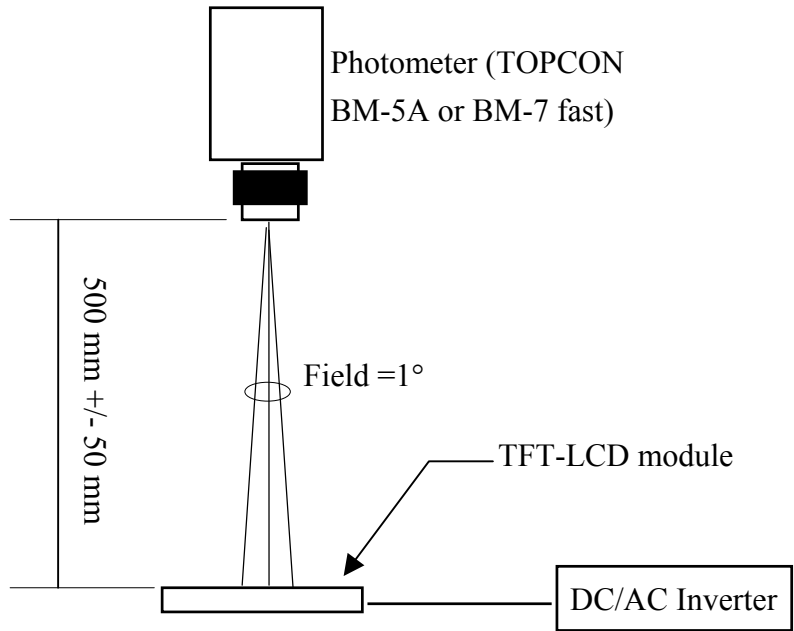 Photometer (TOPCON
BM-5A or BM-7 fast)
500 mm +/- 50 mm
Field =1°
TFT-LCD module
DC/AC Inverter